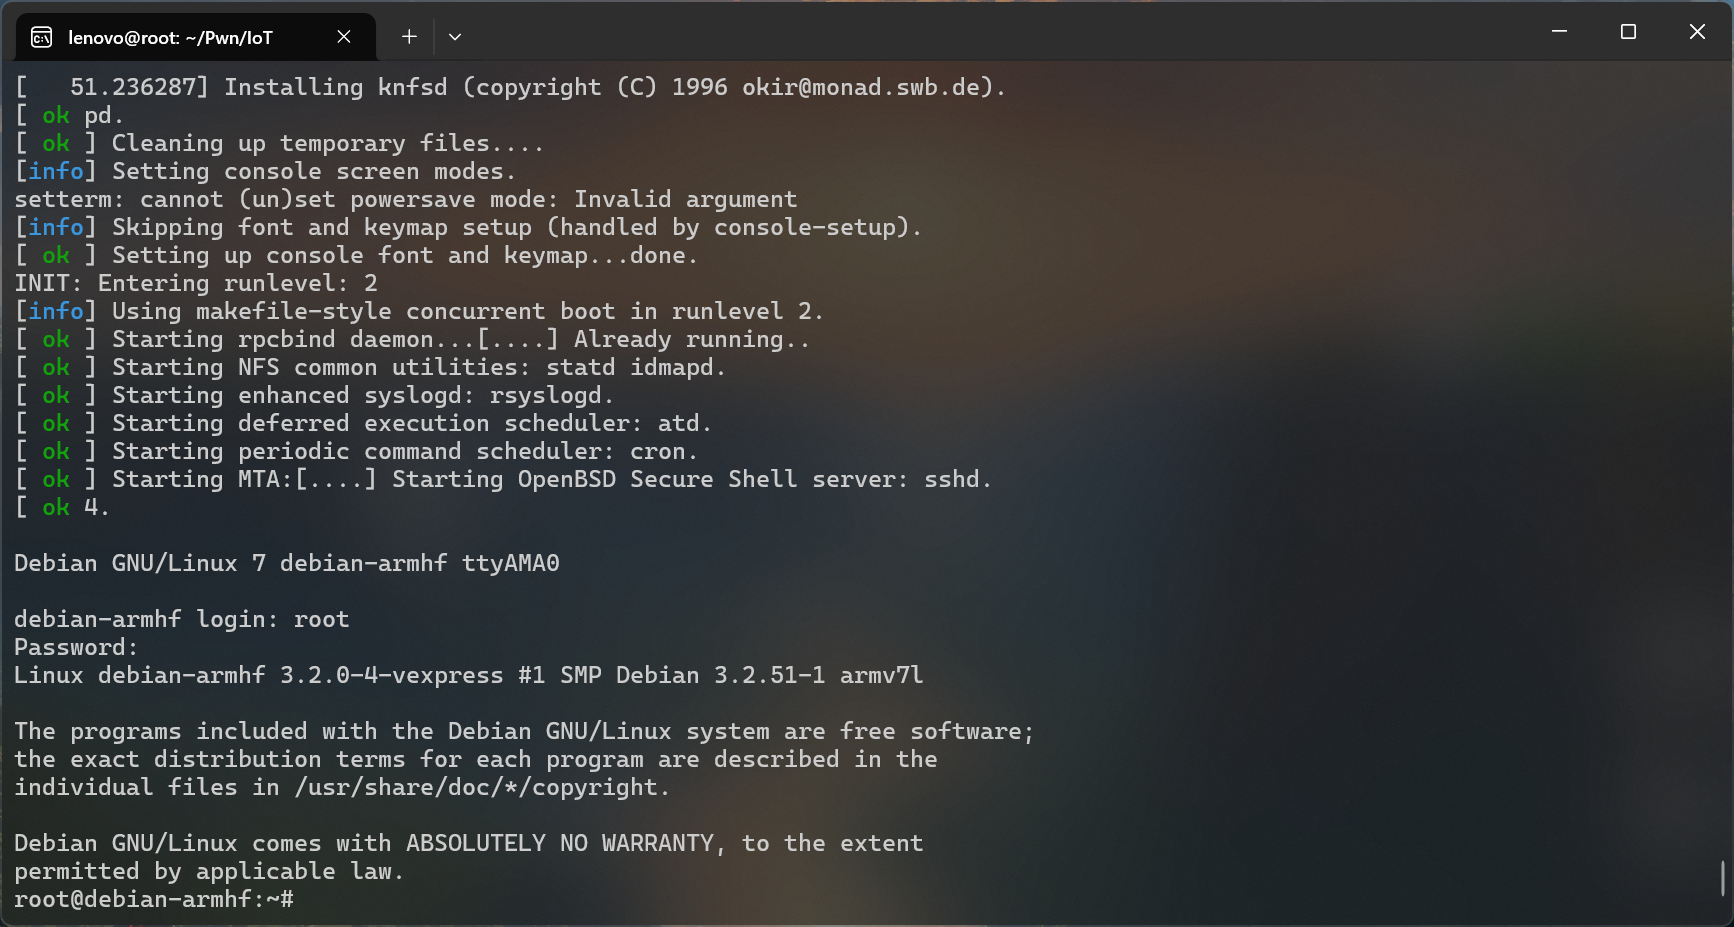 lenovo@root: ~/Pwn/IoT
[   51.236287] Installing knfsd (copyright (C) 1996 okir@monad.swb.de).
[ ok pd.
[ ok ] Cleaning up temporary files....
[info] Setting console screen modes.
setterm: cannot (un)set powersave mode: Invalid argument
[info] Skipping font and keymap setup (handled by console-setup).
[ ok ] Setting up console font and keymap...done.
INIT: Entering runlevel: 2
[info] Using makefile-style concurrent boot in runlevel 2.
[ ok ] Starting rpcbind daemon...[....] Already running..
[ ok ] Starting NFS common utilities: statd idmapd.
[ ok ] Starting enhanced syslogd: rsyslogd.
[ ok ] Starting deferred execution scheduler: atd.
[ ok ] Starting periodic command scheduler: cron.
[ ok ] Starting MTA:[....] Starting OpenBSD Secure Shell server: sshd.
[ ok 4.
Debian GNU/Linux 7 debian-armhf ttyAMA0
debian-armhf login: root
Password:
Linux debian-armhf 3.2.0-4-vexpress #1 SMP Debian 3.2.51-1 armv7l
The programs included with the Debian GNU/Linux system are free software;
the exact distribution terms for each program are described in the
individual files in /usr/share/doc/*/copyright.
Debian GNU/Linux comes with ABSOLUTELY NO WARRANTY, to the extent
permitted by applicable law.
root@debian-armhf:~#